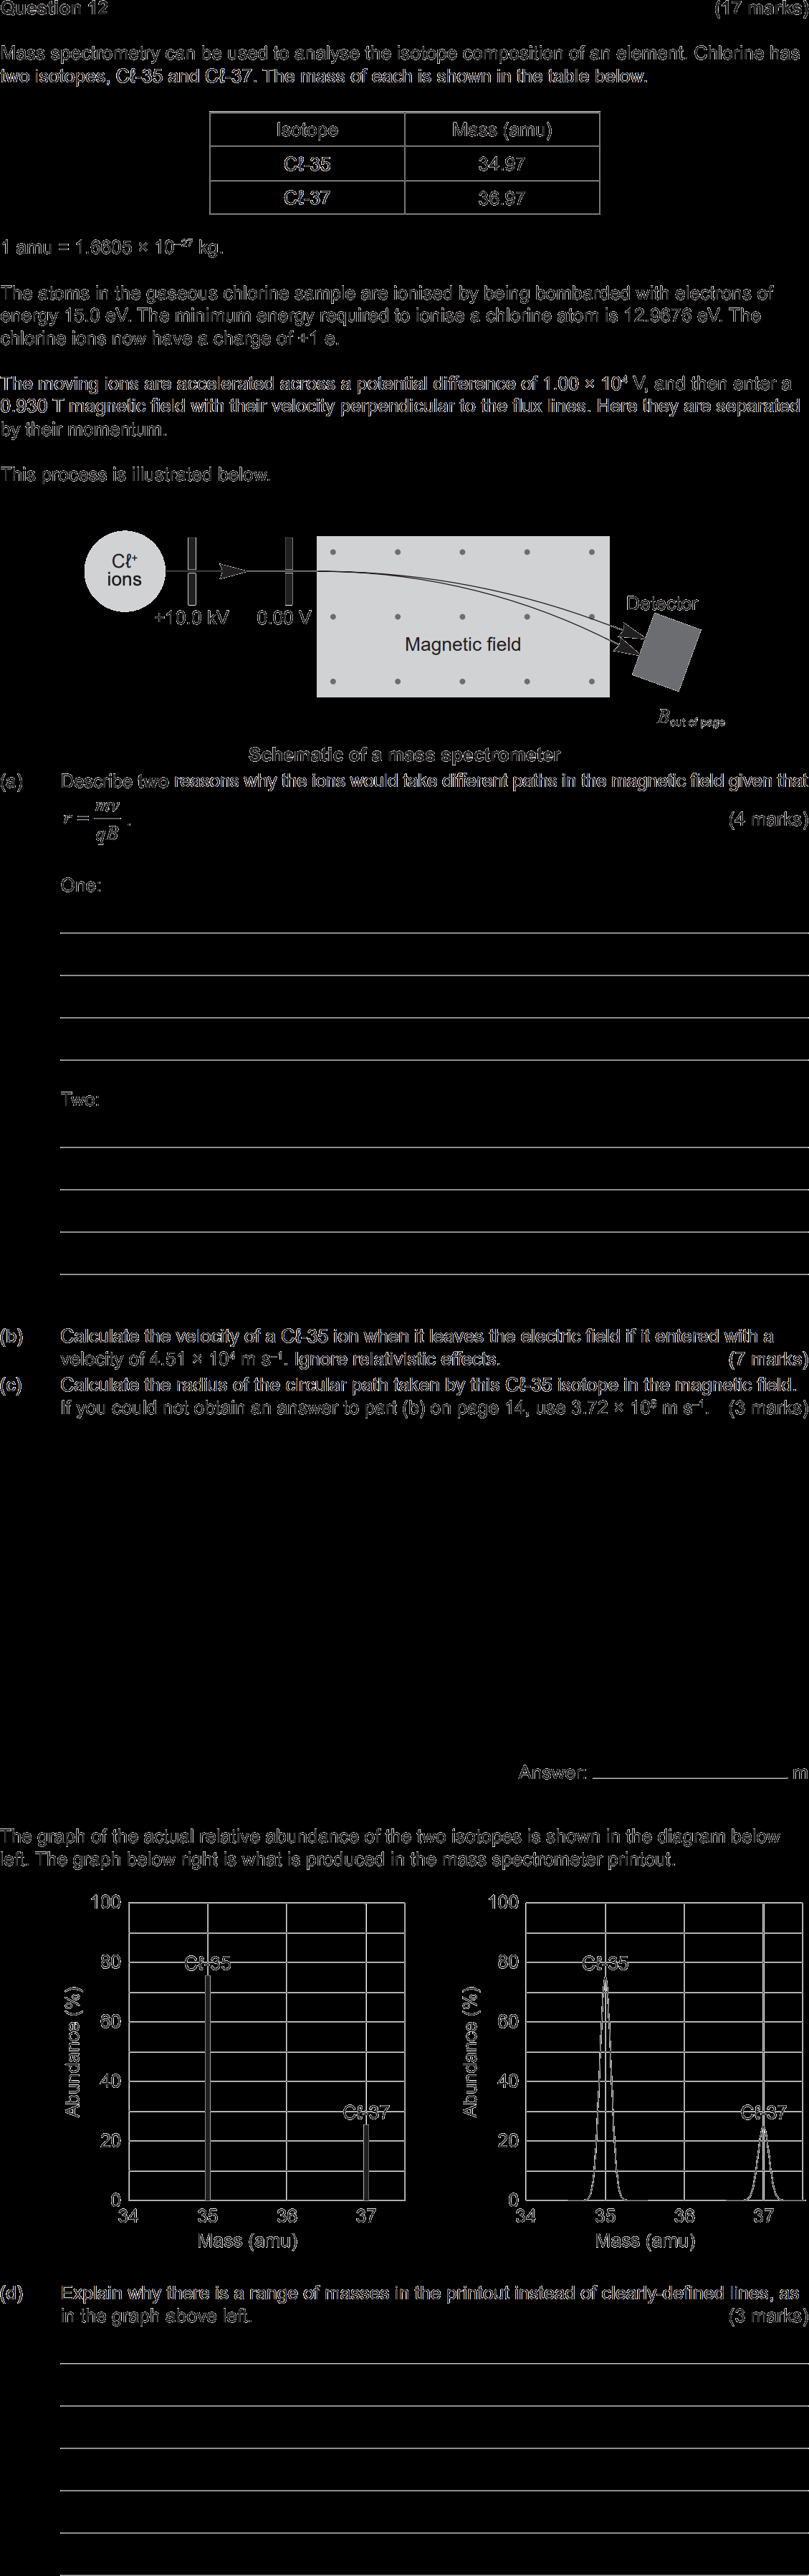 Question 12 (17 marks)
Mass spectrometry can be used to analyse the isotope composition of an element. Chlorine has
two isotopes, Cℓ-35 and Cℓ-37. The mass of each is shown in the table below.
Isotope Mass (amu)
Cℓ-35 34.97
Cℓ-37 36.97
1 amu = 1.6605 × 10⁻²⁷ kg.
The atoms in the gaseous chlorine sample are ionised by being bombarded with electrons of
energy 15.0 eV. The minimum energy required to ionise a chlorine atom is 12.9676 eV. The
chlorine ions now have a charge of +1 e.
The moving ions are accelerated across a potential difference of 1.00 × 10⁴ V, and then enter a
0.930 T magnetic field with their velocity perpendicular to the flux lines. Here they are separated
by their momentum.
This process is illustrated below.
Cℓ⁺
ions
+10.0 kV 0.00 V
Magnetic field
Detector
B out of page
Schematic of a mass spectrometer
(a) Describe two reasons why the ions would take different paths in the magnetic field given that
r = mv/qB . (4 marks)
One:
Two:
(b) Calculate the velocity of a Cℓ-35 ion when it leaves the electric field if it entered with a
velocity of 4.51 × 10⁴ m s⁻¹. Ignore relativistic effects. (7 marks)
(c) Calculate the radius of the circular path taken by this Cℓ-35 isotope in the magnetic field.
If you could not obtain an answer to part (b) on page 14, use 3.72 × 10⁵ m s⁻¹. (3 marks)
Answer: m
The graph of the actual relative abundance of the two isotopes is shown in the diagram below
left. The graph below right is what is produced in the mass spectrometer printout.
100
80
60
40
20
0
Abundance (%)
Cℓ-35
Cℓ-37
34 35 36 37
Mass (amu)
100
80
60
40
20
0
Abundance (%)
Cℓ-35
Cℓ-37
34 35 36 37
Mass (amu)
(d) Explain why there is a range of masses in the printout instead of clearly-defined lines, as
in the graph above left. (3 marks)